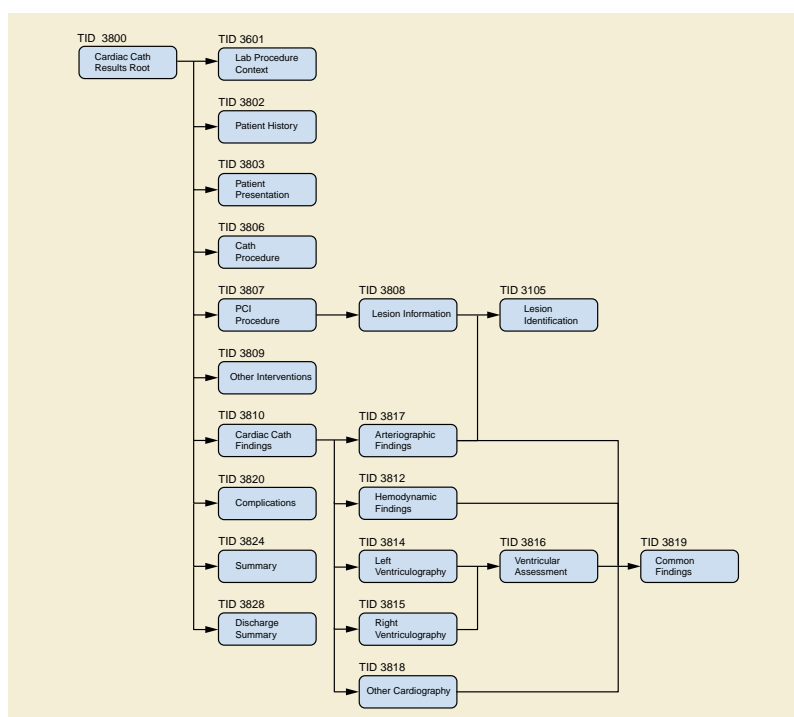 TID 3800
Cardiac Cath
Results Root
TID 3601
Lab Procedure
Context
TID 3802
Patient History
TID 3803
Patient
Presentation
TID 3806
Cath
Procedure
TID 3807
PCI
Procedure
TID 3808
Lesion Information
TID 3105
Lesion
Identification
TID 3809
Other Interventions
TID 3810
Cardiac Cath
Findings
TID 3817
Arteriographic
Findings
TID 3820
Complications
TID 3812
Hemodynamic
Findings
TID 3824
Summary
TID 3814
Left
Ventriculography
TID 3816
Ventricular
Assessment
TID 3819
Common
Findings
TID 3828
Discharge
Summary
TID 3815
Right
Ventriculography
TID 3818
Other Cardiography